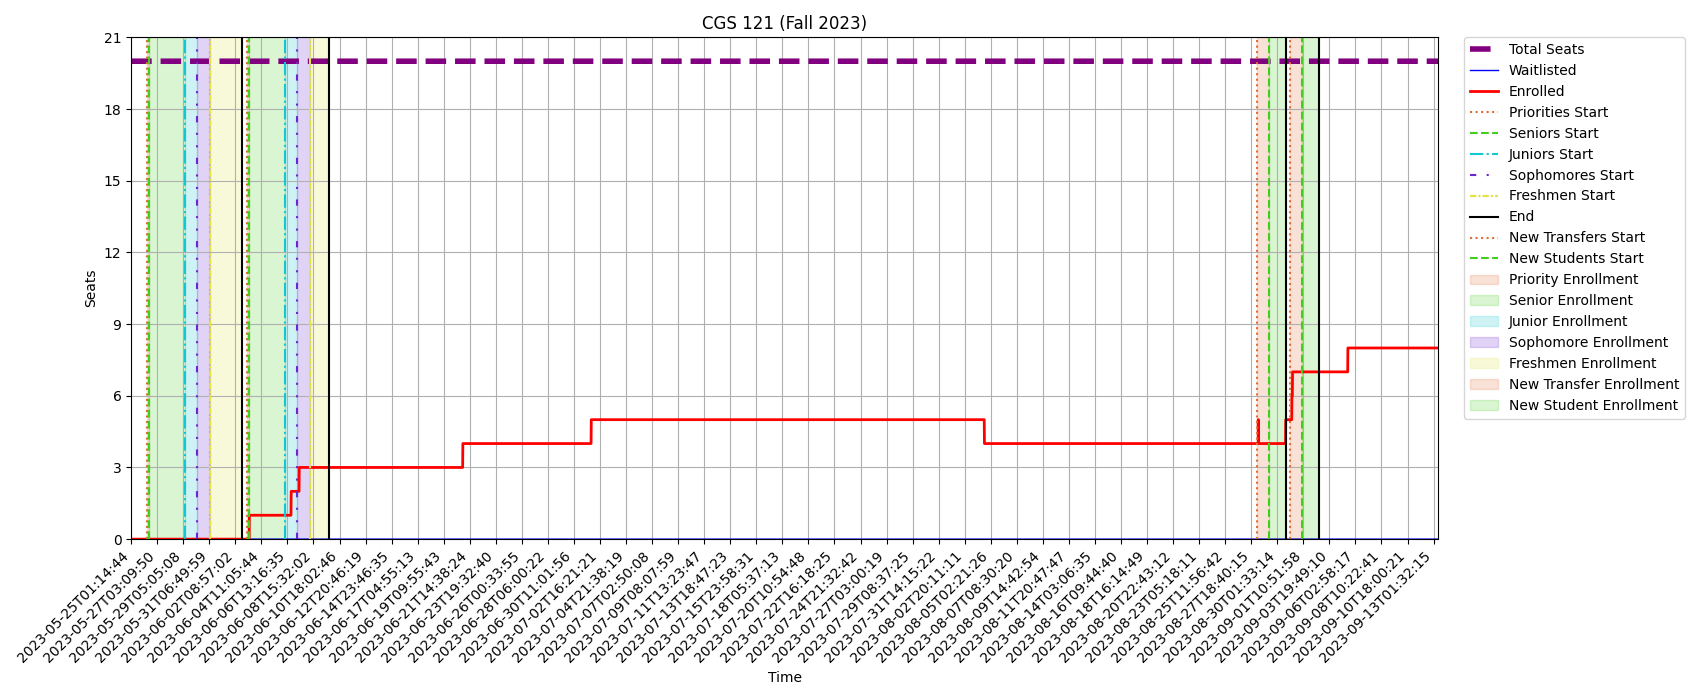 CGS 121 (Fall 2023)
21
18
15
12
9
6
3
0
Seats
2023-05-25T01:14:44
2023-05-27T03:09:50
2023-05-29T05:05:08
2023-05-31T06:49:59
2023-06-02T08:57:02
2023-06-04T11:05:44
2023-06-06T13:16:35
2023-06-08T15:32:02
2023-06-10T18:02:46
2023-06-12T20:46:19
2023-06-14T23:46:35
2023-06-17T04:55:13
2023-06-19T09:55:43
2023-06-21T14:38:24
2023-06-23T19:32:40
2023-06-26T00:33:55
2023-06-28T06:00:22
2023-06-30T11:01:56
2023-07-02T16:21:21
2023-07-04T21:38:19
2023-07-07T02:50:08
2023-07-09T08:07:59
2023-07-11T13:23:47
2023-07-13T18:47:23
2023-07-15T23:58:31
2023-07-18T05:37:13
2023-07-20T10:54:48
2023-07-22T16:18:25
2023-07-24T21:32:42
2023-07-27T03:00:19
2023-07-29T08:37:25
2023-07-31T14:15:22
2023-08-02T20:11:11
2023-08-05T02:21:26
2023-08-07T08:30:20
2023-08-09T14:42:54
2023-08-11T20:47:47
2023-08-14T03:06:35
2023-08-16T09:44:40
2023-08-18T16:14:49
2023-08-20T22:43:12
2023-08-23T05:18:11
2023-08-25T11:56:42
2023-08-27T18:40:15
2023-08-30T01:33:14
2023-09-01T10:51:58
2023-09-03T19:49:10
2023-09-06T02:58:17
2023-09-08T10:22:41
2023-09-10T18:00:21
2023-09-13T01:32:15
Time
Total Seats
Waitlisted
Enrolled
Priorities Start
Seniors Start
Juniors Start
Sophomores Start
Freshmen Start
End
New Transfers Start
New Students Start
Priority Enrollment
Senior Enrollment
Junior Enrollment
Sophomore Enrollment
Freshmen Enrollment
New Transfer Enrollment
New Student Enrollment